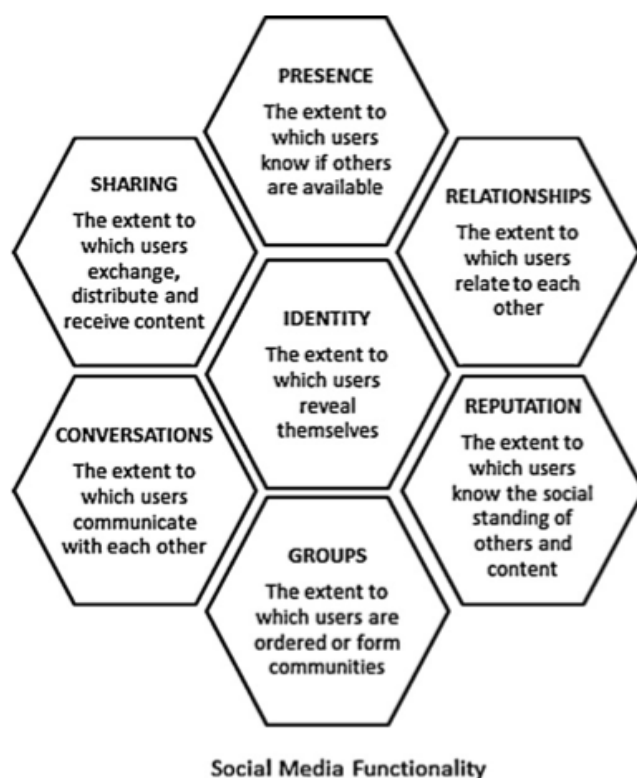 PRESENCE
The extent to
which users
know if others
are available
SHARING
The extent to
which users
exchange,
distribute and
receive content
RELATIONSHIPS
The extent to
which users
relate to each
other
IDENTITY
The extent to
which users
reveal
themselves
CONVERSATIONS
The extent to
which users
communicate
with each other
REPUTATION
The extent to
which users
know the social
standing of
others and
content
GROUPS
The extent to
which users are
ordered or form
communities
Social Media Functionality